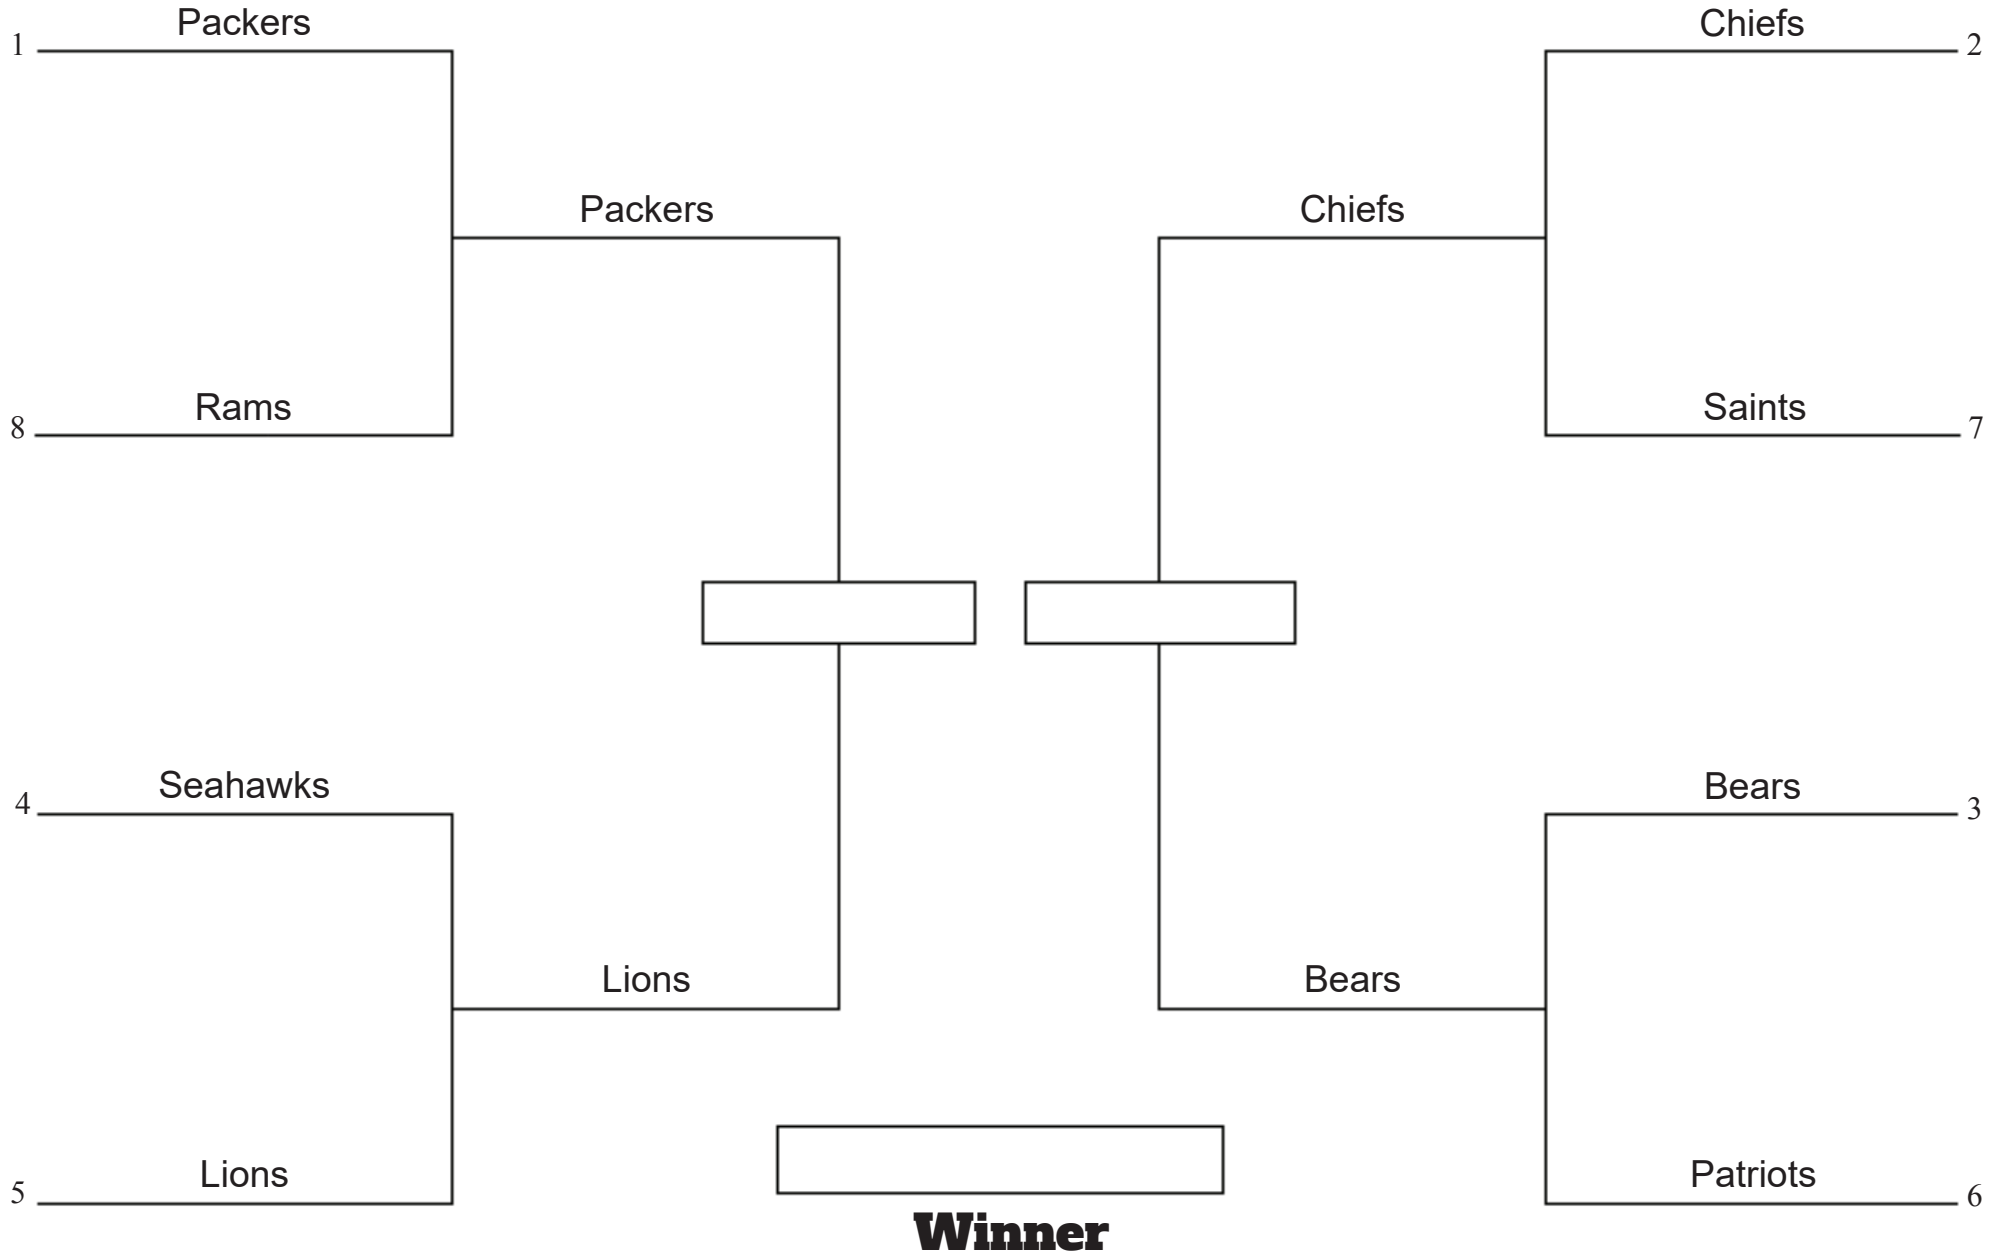 Packers
1
Chiefs
2
Packers
Chiefs
Rams
8
Saints
7
Seahawks
4
Bears
3
Lions
Bears
Lions
5
Patriots
6
Winner